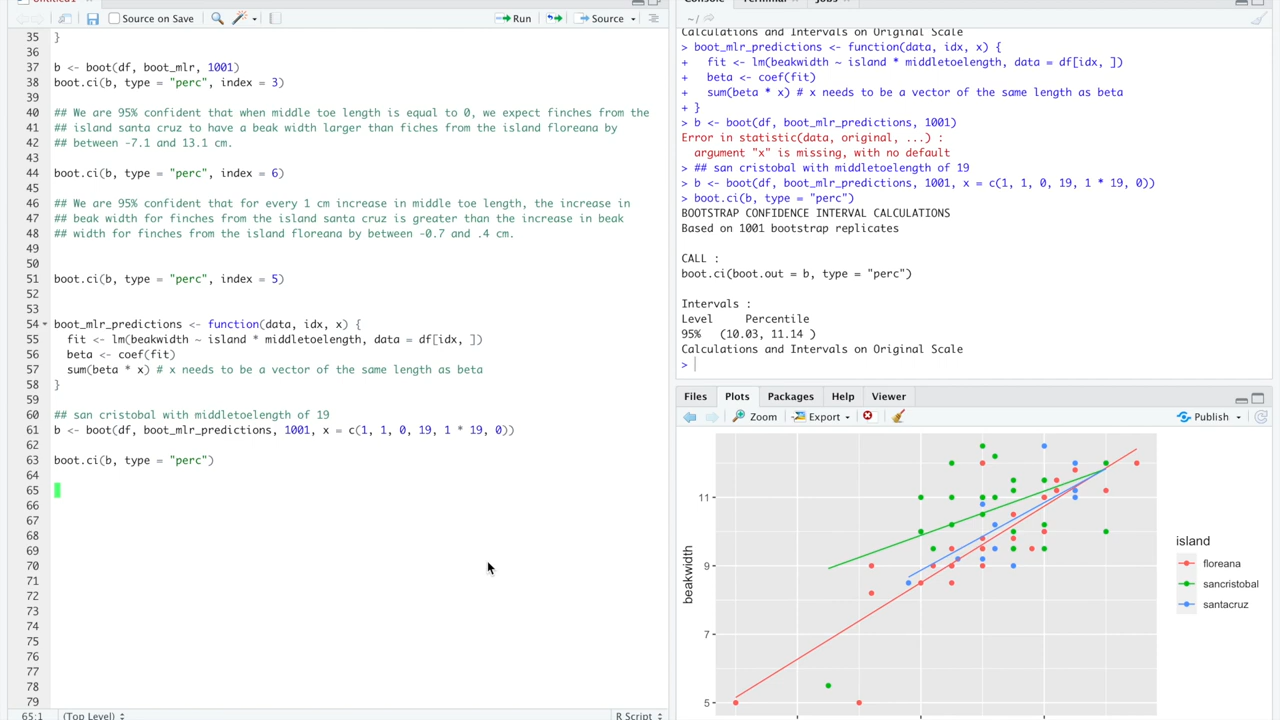 Untitled1
Source on Save
Run
Source
35 }
36
37 b <- boot(df, boot_mlr, 1001)
38 boot.ci(b, type = "perc", index = 3)
39
40 ## We are 95% confident that when middle toe length is equal to 0, we expect finches from the
41 ## island santa cruz to have a beak width larger than fiches from the island floreana by
42 ## between -7.1 and 13.1 cm.
43
44 boot.ci(b, type = "perc", index = 6)
45
46 ## We are 95% confident that for every 1 cm increase in middle toe length, the increase in
47 ## beak width for finches from the island santa cruz is greater than the increase in beak
48 ## width for finches from the island floreana by between -0.7 and .4 cm.
49
50
51 boot.ci(b, type = "perc", index = 5)
52
53
54 boot_mlr_predictions <- function(data, idx, x) {
55 fit <- lm(beakwidth ~ island * middletoelength, data = df[idx, ])
56 beta <- coef(fit)
57 sum(beta * x) # x needs to be a vector of the same length as beta
58 }
59
60 ## san cristobal with middletoelength of 19
61 b <- boot(df, boot_mlr_predictions, 1001, x = c(1, 1, 0, 19, 1 * 19, 0))
62
63 boot.ci(b, type = "perc")
64
65
66
67
68
69
70
71
72
73
74
75
76
77
78
79
65:1 (Top Level) R Script
Console Terminal Jobs
~/
Calculations and Intervals on Original Scale
> boot_mlr_predictions <- function(data, idx, x) {
+ fit <- lm(beakwidth ~ island * middletoelength, data = df[idx, ])
+ beta <- coef(fit)
+ sum(beta * x) # x needs to be a vector of the same length as beta
+ }
> b <- boot(df, boot_mlr_predictions, 1001)
Error in statistic(data, original, ...) :
argument "x" is missing, with no default
> ## san cristobal with middletoelength of 19
> b <- boot(df, boot_mlr_predictions, 1001, x = c(1, 1, 0, 19, 1 * 19, 0))
> boot.ci(b, type = "perc")
BOOTSTRAP CONFIDENCE INTERVAL CALCULATIONS
Based on 1001 bootstrap replicates
CALL :
boot.ci(boot.out = b, type = "perc")
Intervals :
Level Percentile
95% (10.03, 11.14 )
Calculations and Intervals on Original Scale
>
Files Plots Packages Help Viewer
Zoom Export Publish
11
9
7
5
beakwidth
island
floreana
sancristobal
santacruz